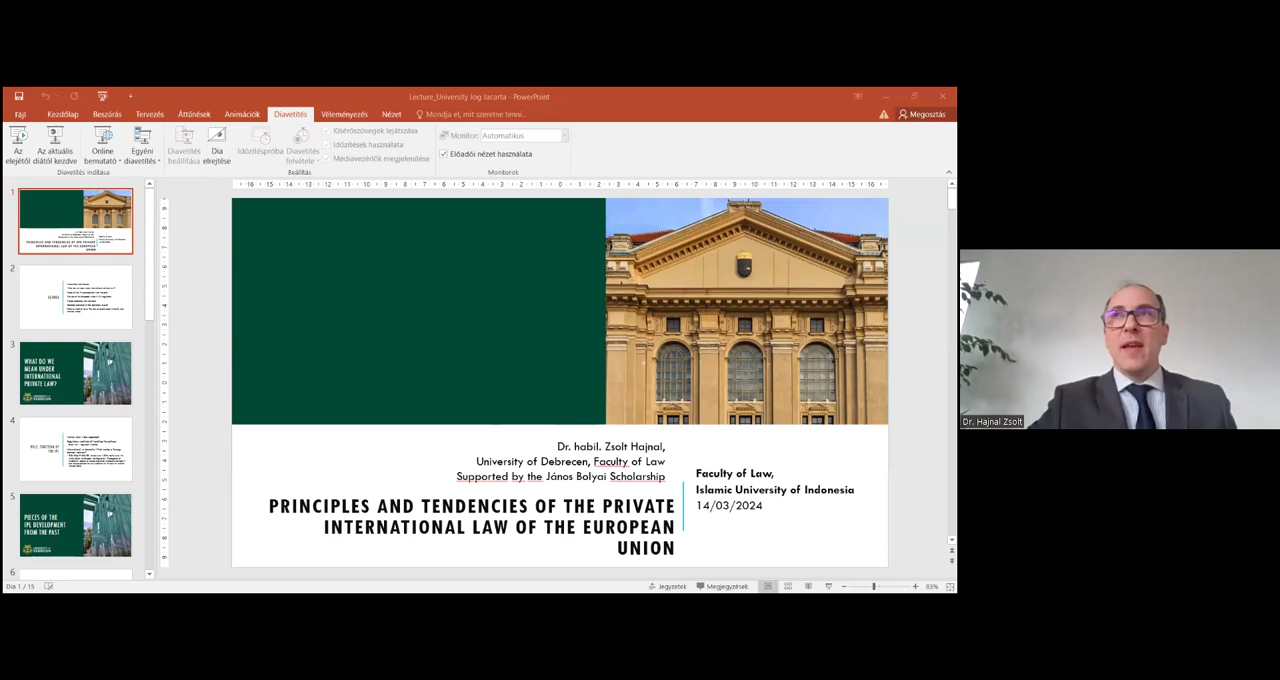 Lecture_University Jog Jacarta - PowerPoint
Fájl Kezdőlap Beszúrás Tervezés Áttűnések Animációk Diavetítés Véleményezés Nézet Mondja el, mit szeretne tenni... Megosztás
Az elejétől
Az aktuális diától kezdve
Online bemutató
Egyéni diavetítés
Diavetítés indítása
Diavetítés beállítása
Dia elrejtése
Időzítéspróba
Diavetítés felvétele
Kísérőszövegek lejátszása
Időzítések használata
Médiavezérlők megjelenítése
Beállítás
Monitor: Automatikus
Előadói nézet használata
Monitorok
1
2
3
WHAT DO WE
MEAN UNDER
INTERNATIONAL
PRIVATE LAW?
4
5
PIECES OF THE
IPL DEVELOPMENT
FROM THE PAST
6
Dr. habil. Zsolt Hajnal,
University of Debrecen, Faculty of Law
Supported by the János Bolyai Scholarship
PRINCIPLES AND TENDENCIES OF THE PRIVATE
INTERNATIONAL LAW OF THE EUROPEAN
UNION
Faculty of Law,
Islamic University of Indonesia
14/03/2024
Dr. Hajnal Zsolt
Dia 1 / 15 Jegyzetek Megjegyzések 83%